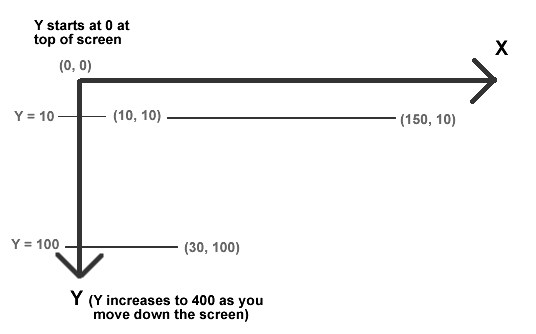 Y starts at 0 at
top of screen
X
(0, 0)
Y = 10
(10, 10)
(150, 10)
Y = 100
(30, 100)
Y (Y increases to 400 as you
move down the screen)